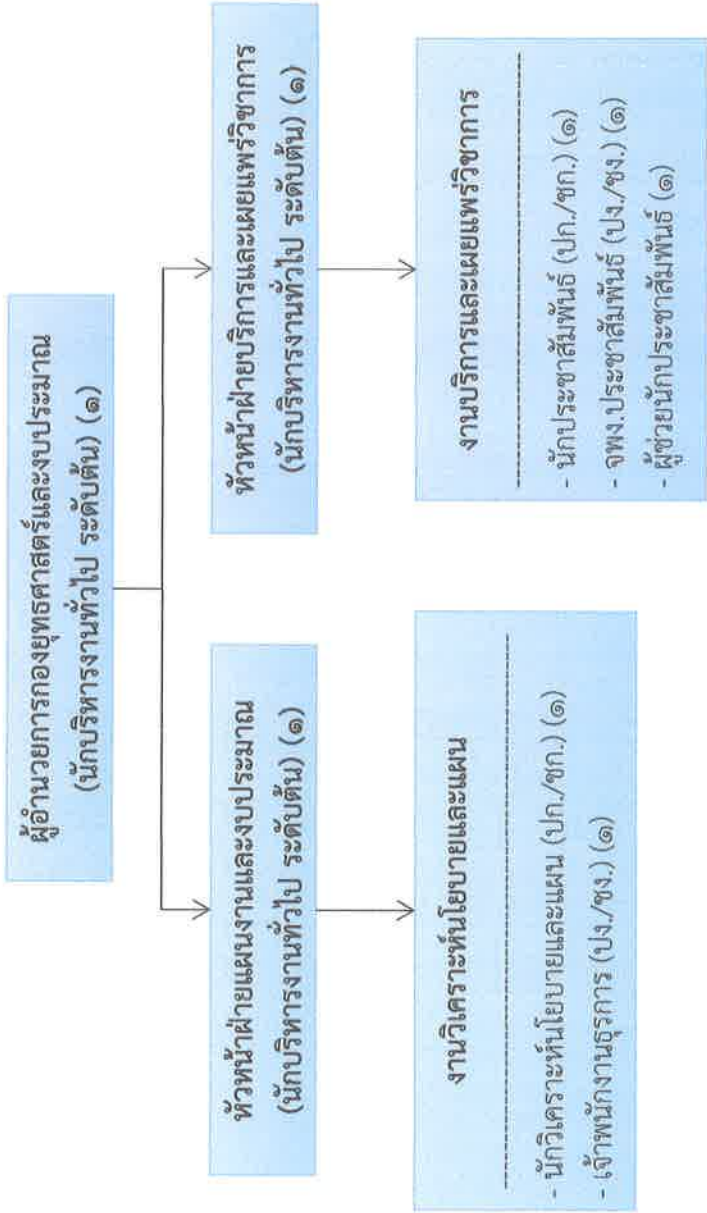 ผู้อำนวยการกองยุทธศาสตร์และงบประมาณ
(นักบริหารงานทั่วไป ระดับต้น) (๑)
หัวหน้าฝ่ายแผนงานและงบประมาณ
(นักบริหารงานทั่วไป ระดับต้น) (๑)
หัวหน้าฝ่ายบริการและเผยแพร่วิชาการ
(นักบริหารงานทั่วไป ระดับต้น) (๑)
งานวิเคราะห์นโยบายและแผน
- นักวิเคราะห์นโยบายและแผน (ปก./ชก.) (๑)
- เจ้าพนักงานธุรการ (ปง./ชง.) (๑)
งานบริการและเผยแพร่วิชาการ
- นักประชาสัมพันธ์ (ปก./ชก.) (๑)
- จพง.ประชาสัมพันธ์ (ปง./ชง.) (๑)
- ผู้ช่วยนักประชาสัมพันธ์ (๑)